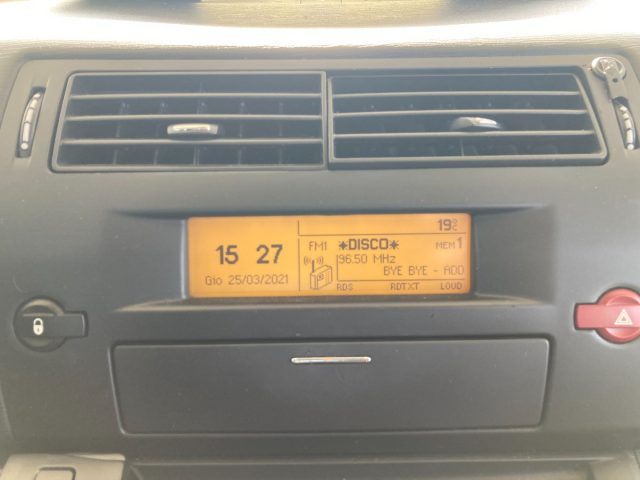 19°C
15 27
FM1 *DISCO* MEM 1
96.50 MHz
Gio 25/03/2021
BYE BYE - ADD
RDS RDTXT LOUD